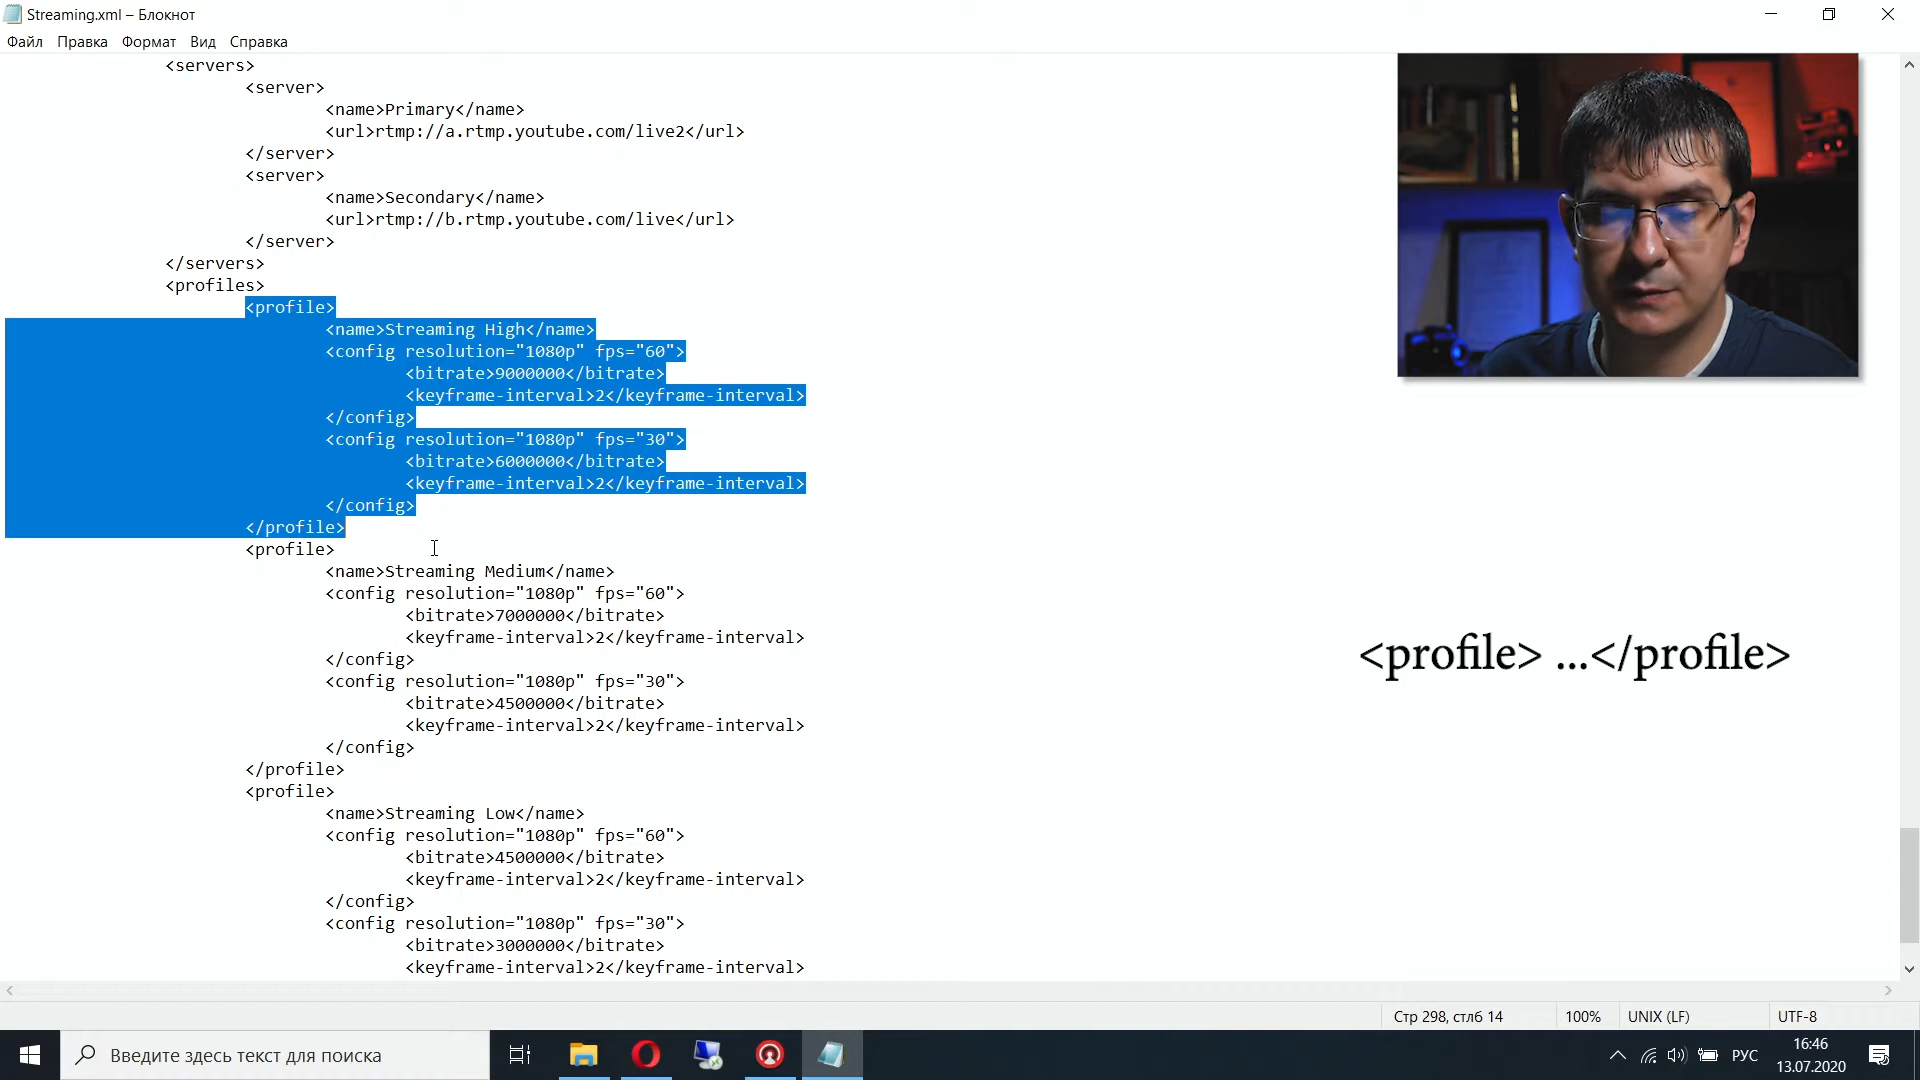 Streaming.xml – Блокнот
Файл Правка Формат Вид Справка
<servers>
<server>
<name>Primary</name>
<url>rtmp://a.rtmp.youtube.com/live2</url>
</server>
<server>
<name>Secondary</name>
<url>rtmp://b.rtmp.youtube.com/live</url>
</server>
</servers>
<profiles>
<profile>
<name>Streaming High</name>
<config resolution="1080p" fps="60">
<bitrate>9000000</bitrate>
<keyframe-interval>2</keyframe-interval>
</config>
<config resolution="1080p" fps="30">
<bitrate>6000000</bitrate>
<keyframe-interval>2</keyframe-interval>
</config>
</profile>
<profile>
<name>Streaming Medium</name>
<config resolution="1080p" fps="60">
<bitrate>7000000</bitrate>
<keyframe-interval>2</keyframe-interval>
</config>
<config resolution="1080p" fps="30">
<bitrate>4500000</bitrate>
<keyframe-interval>2</keyframe-interval>
</config>
</profile>
<profile>
<name>Streaming Low</name>
<config resolution="1080p" fps="60">
<bitrate>4500000</bitrate>
<keyframe-interval>2</keyframe-interval>
</config>
<config resolution="1080p" fps="30">
<bitrate>3000000</bitrate>
<keyframe-interval>2</keyframe-interval>
<profile> ...</profile>
Стр 298, стлб 14 100% UNIX (LF) UTF-8
Введите здесь текст для поиска
РУС
16:46
13.07.2020